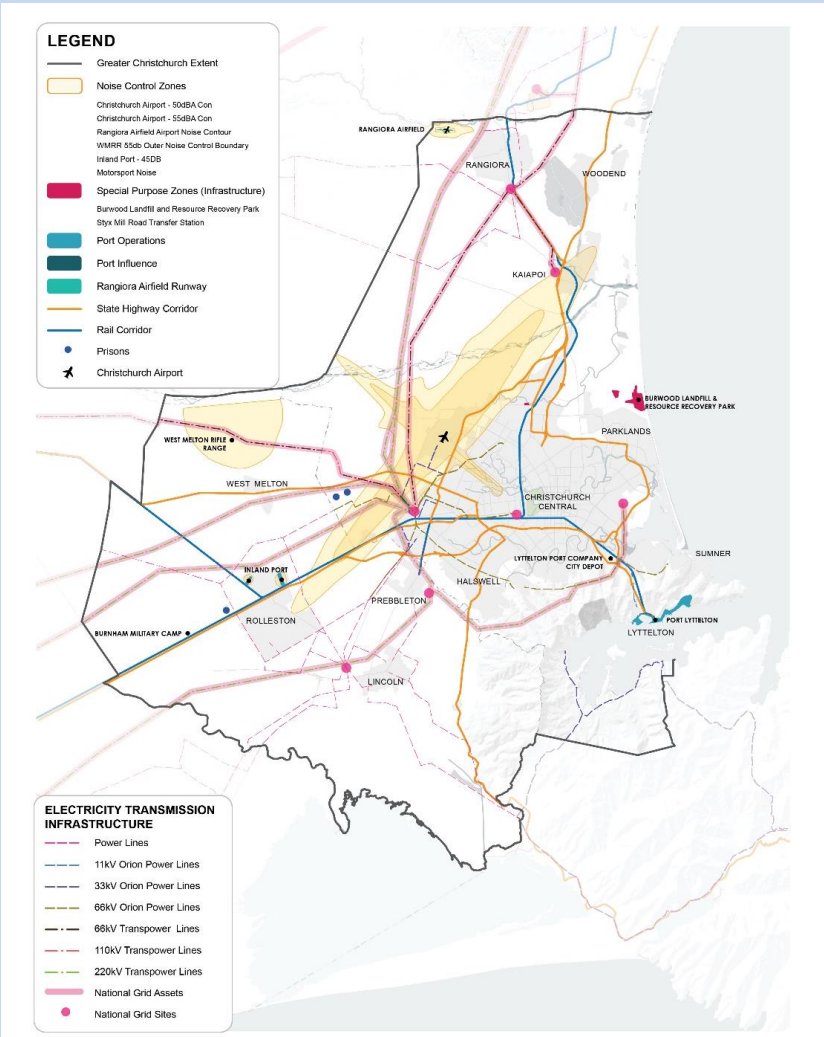 LEGEND
Greater Christchurch Extent
Noise Control Zones
Christchurch Airport - 50dBA Con
Christchurch Airport - 55dBA Con
Rangiora Airfield Airport Noise Contour
WMRR 55db Outer Noise Control Boundary
Inland Port - 45DB
Motorsport Noise
Special Purpose Zones (Infrastructure)
Burwood Landfill and Resource Recovery Park
Styx Mill Road Transfer Station
Port Operations
Port Influence
Rangiora Airfield Runway
State Highway Corridor
Rail Corridor
Prisons
Christchurch Airport
RANGIORA AIRFIELD
RANGIORA
WOODEND
KAIAPOI
BURWOOD LANDFILL &
RESOURCE RECOVERY PARK
PARKLANDS
WEST MELTON RIFLE
RANGE
WEST MELTON
CHRISTCHURCH
CENTRAL
LYTTELTON PORT COMPANY
CITY DEPOT
SUMNER
INLAND PORT
HALSWELL
PREBBLETON
ROLLESTON
BURNHAM MILITARY CAMP
PORT LYTTELTON
LYTTELTON
LINCOLN
ELECTRICITY TRANSMISSION
INFRASTRUCTURE
Power Lines
11kV Orion Power Lines
33kV Orion Power Lines
66kV Orion Power Lines
66kV Transpower Lines
110kV Transpower Lines
220kV Transpower Lines
National Grid Assets
National Grid Sites